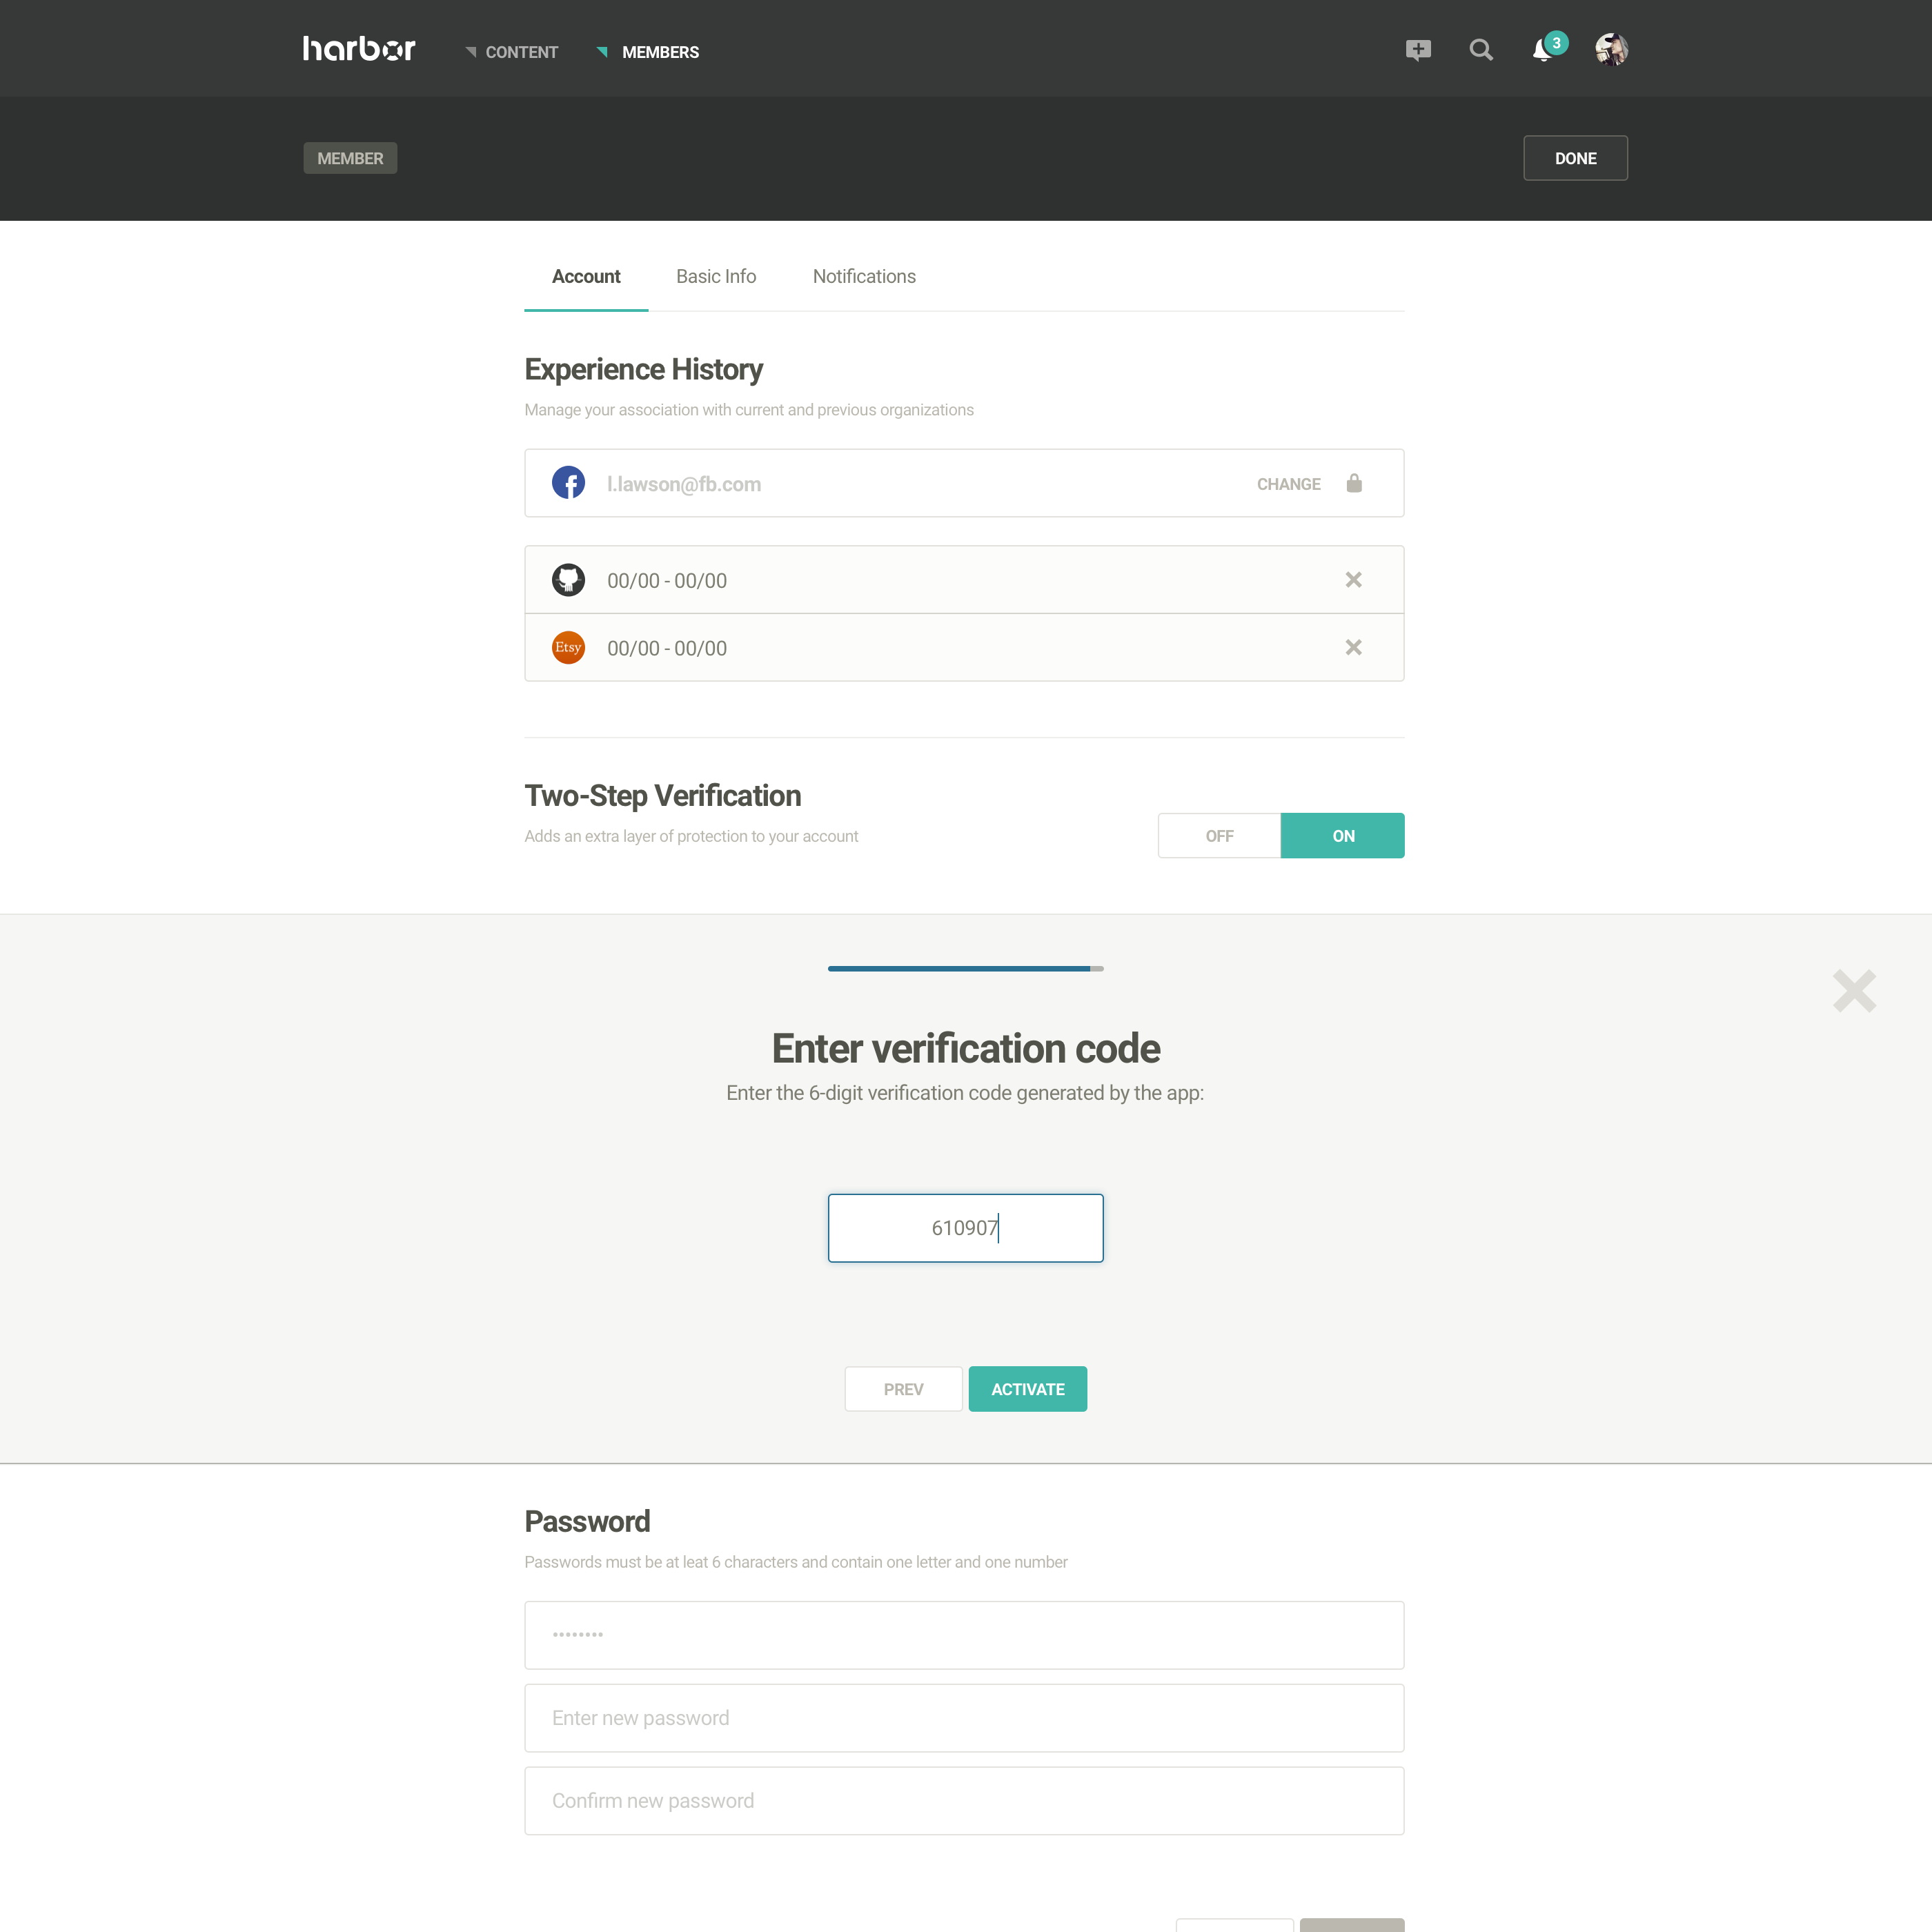 harbor
CONTENT
MEMBERS
3
MEMBER
DONE
Account
Basic Info
Notifications
Experience History
Manage your association with current and previous organizations
l.lawson@fb.com
CHANGE
00/00 - 00/00
Etsy
00/00 - 00/00
Two-Step Verification
Adds an extra layer of protection to your account
OFF
ON
Enter verification code
Enter the 6-digit verification code generated by the app:
610907
PREV
ACTIVATE
Password
Passwords must be at leat 6 characters and contain one letter and one number
••••••••
Enter new password
Confirm new password